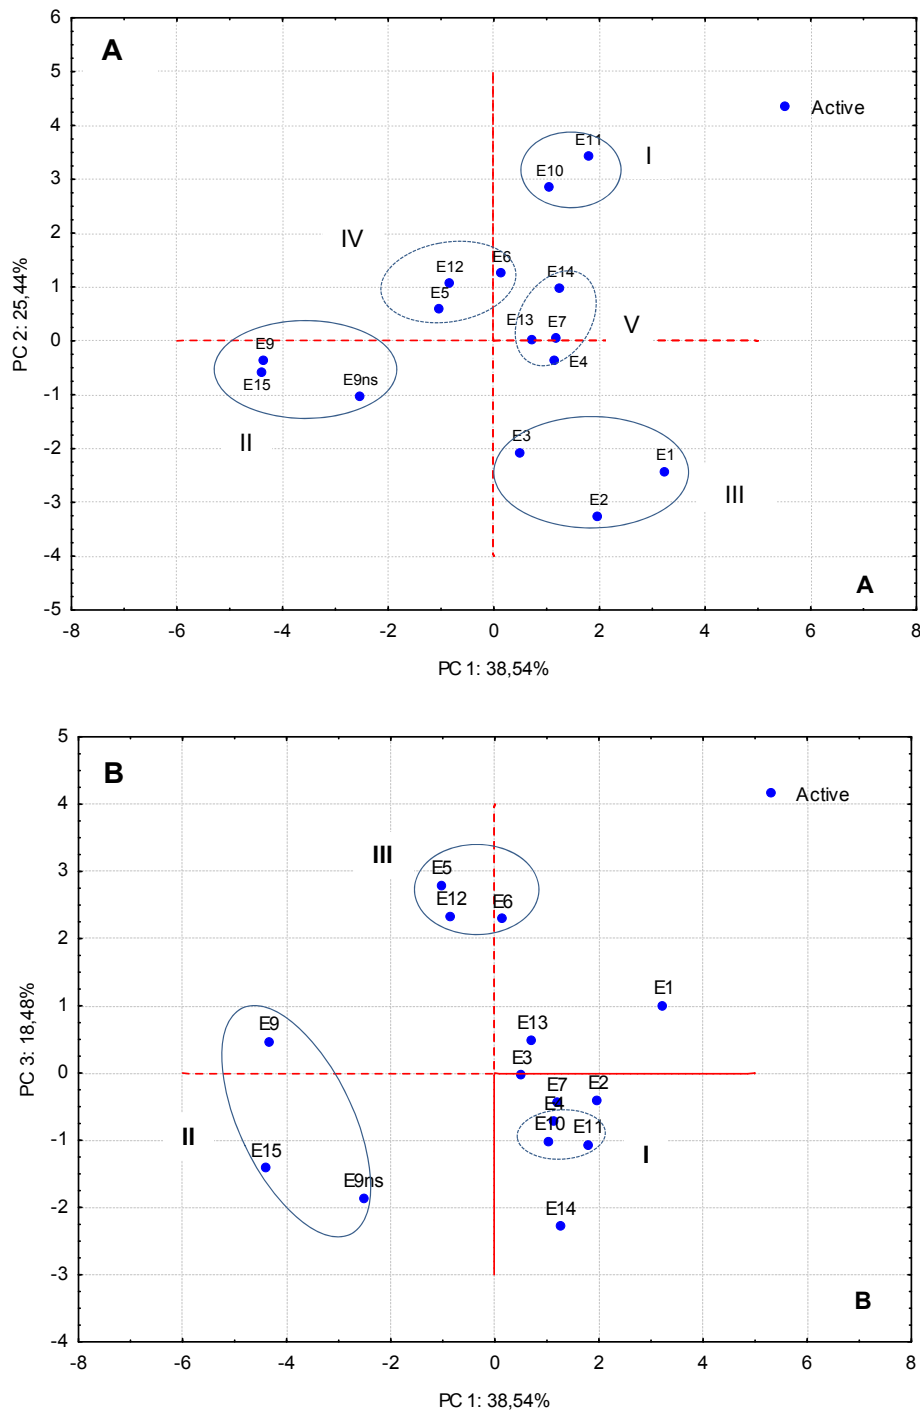 6
A
5
Active
4
E11
I
3
E10
2
IV
E6
E12
E14
1
E5
E13
E7
V
0
E9
E4
E15
E9ns
-1
II
-2
E3
E1
III
-3
E2
-4
A
-5
-8
-6
-4
-2
0
2
4
6
8
PC 2: 25,44%
PC 1: 38,54%
5
B
4
Active
III
3
E5
E12
E6
2
E1
1
E9
E13
E3
0
E7
E2
E4
E10
E11
-1
II
E15
I
E9ns
-2
E14
-3
B
-4
-8
-6
-4
-2
0
2
4
6
8
PC 3: 18,48%
PC 1: 38,54%